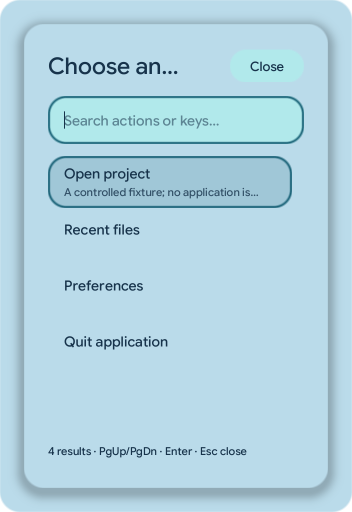 Choose an...
Close
Search actions or keys...
Open project
A controlled fixture; no application is...
Recent files
Preferences
Quit application
4 results · PgUp/PgDn · Enter · Esc close